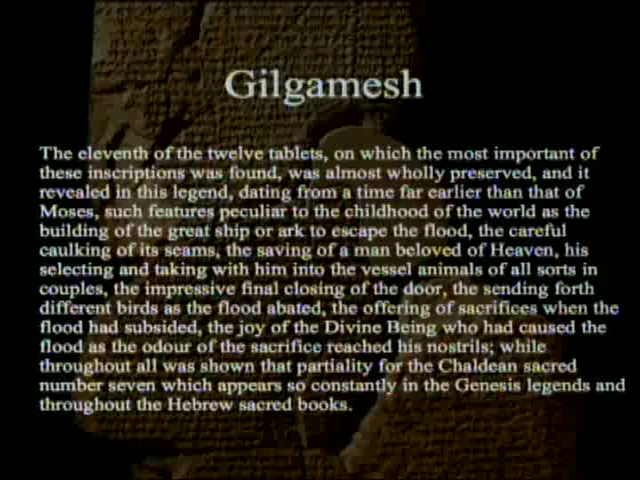 Gilgamesh
The eleventh of the twelve tablets, on which the most important of
these inscriptions was found, was almost wholly preserved, and it
revealed in this legend, dating from a time far earlier than that of
Moses, such features peculiar to the childhood of the world as the
building of the great ship or ark to escape the flood, the careful
caulking of its seams, the saving of a man beloved of Heaven, his
selecting and taking with him into the vessel animals of all sorts in
couples, the impressive final closing of the door, the sending forth
different birds as the flood abated, the offering of sacrifices when the
flood had subsided, the joy of the Divine Being who had caused the
flood as the odour of the sacrifice reached his nostrils; while
throughout all was shown that partiality for the Chaldean sacred
number seven which appears so constantly in the Genesis legends and
throughout the Hebrew sacred books.